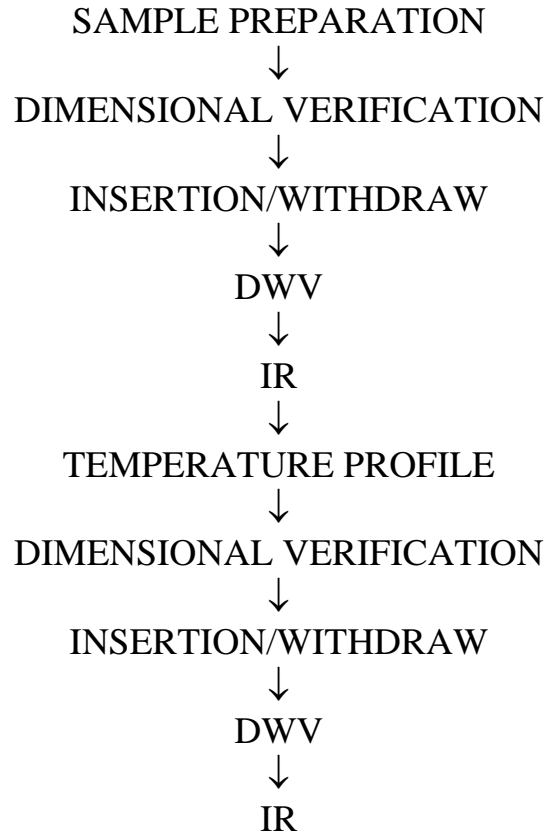 SAMPLE PREPARATION
↓
DIMENSIONAL VERIFICATION
↓
INSERTION/WITHDRAW
↓
DWV
↓
IR
↓
TEMPERATURE PROFILE
↓
DIMENSIONAL VERIFICATION
↓
INSERTION/WITHDRAW
↓
DWV
↓
IR